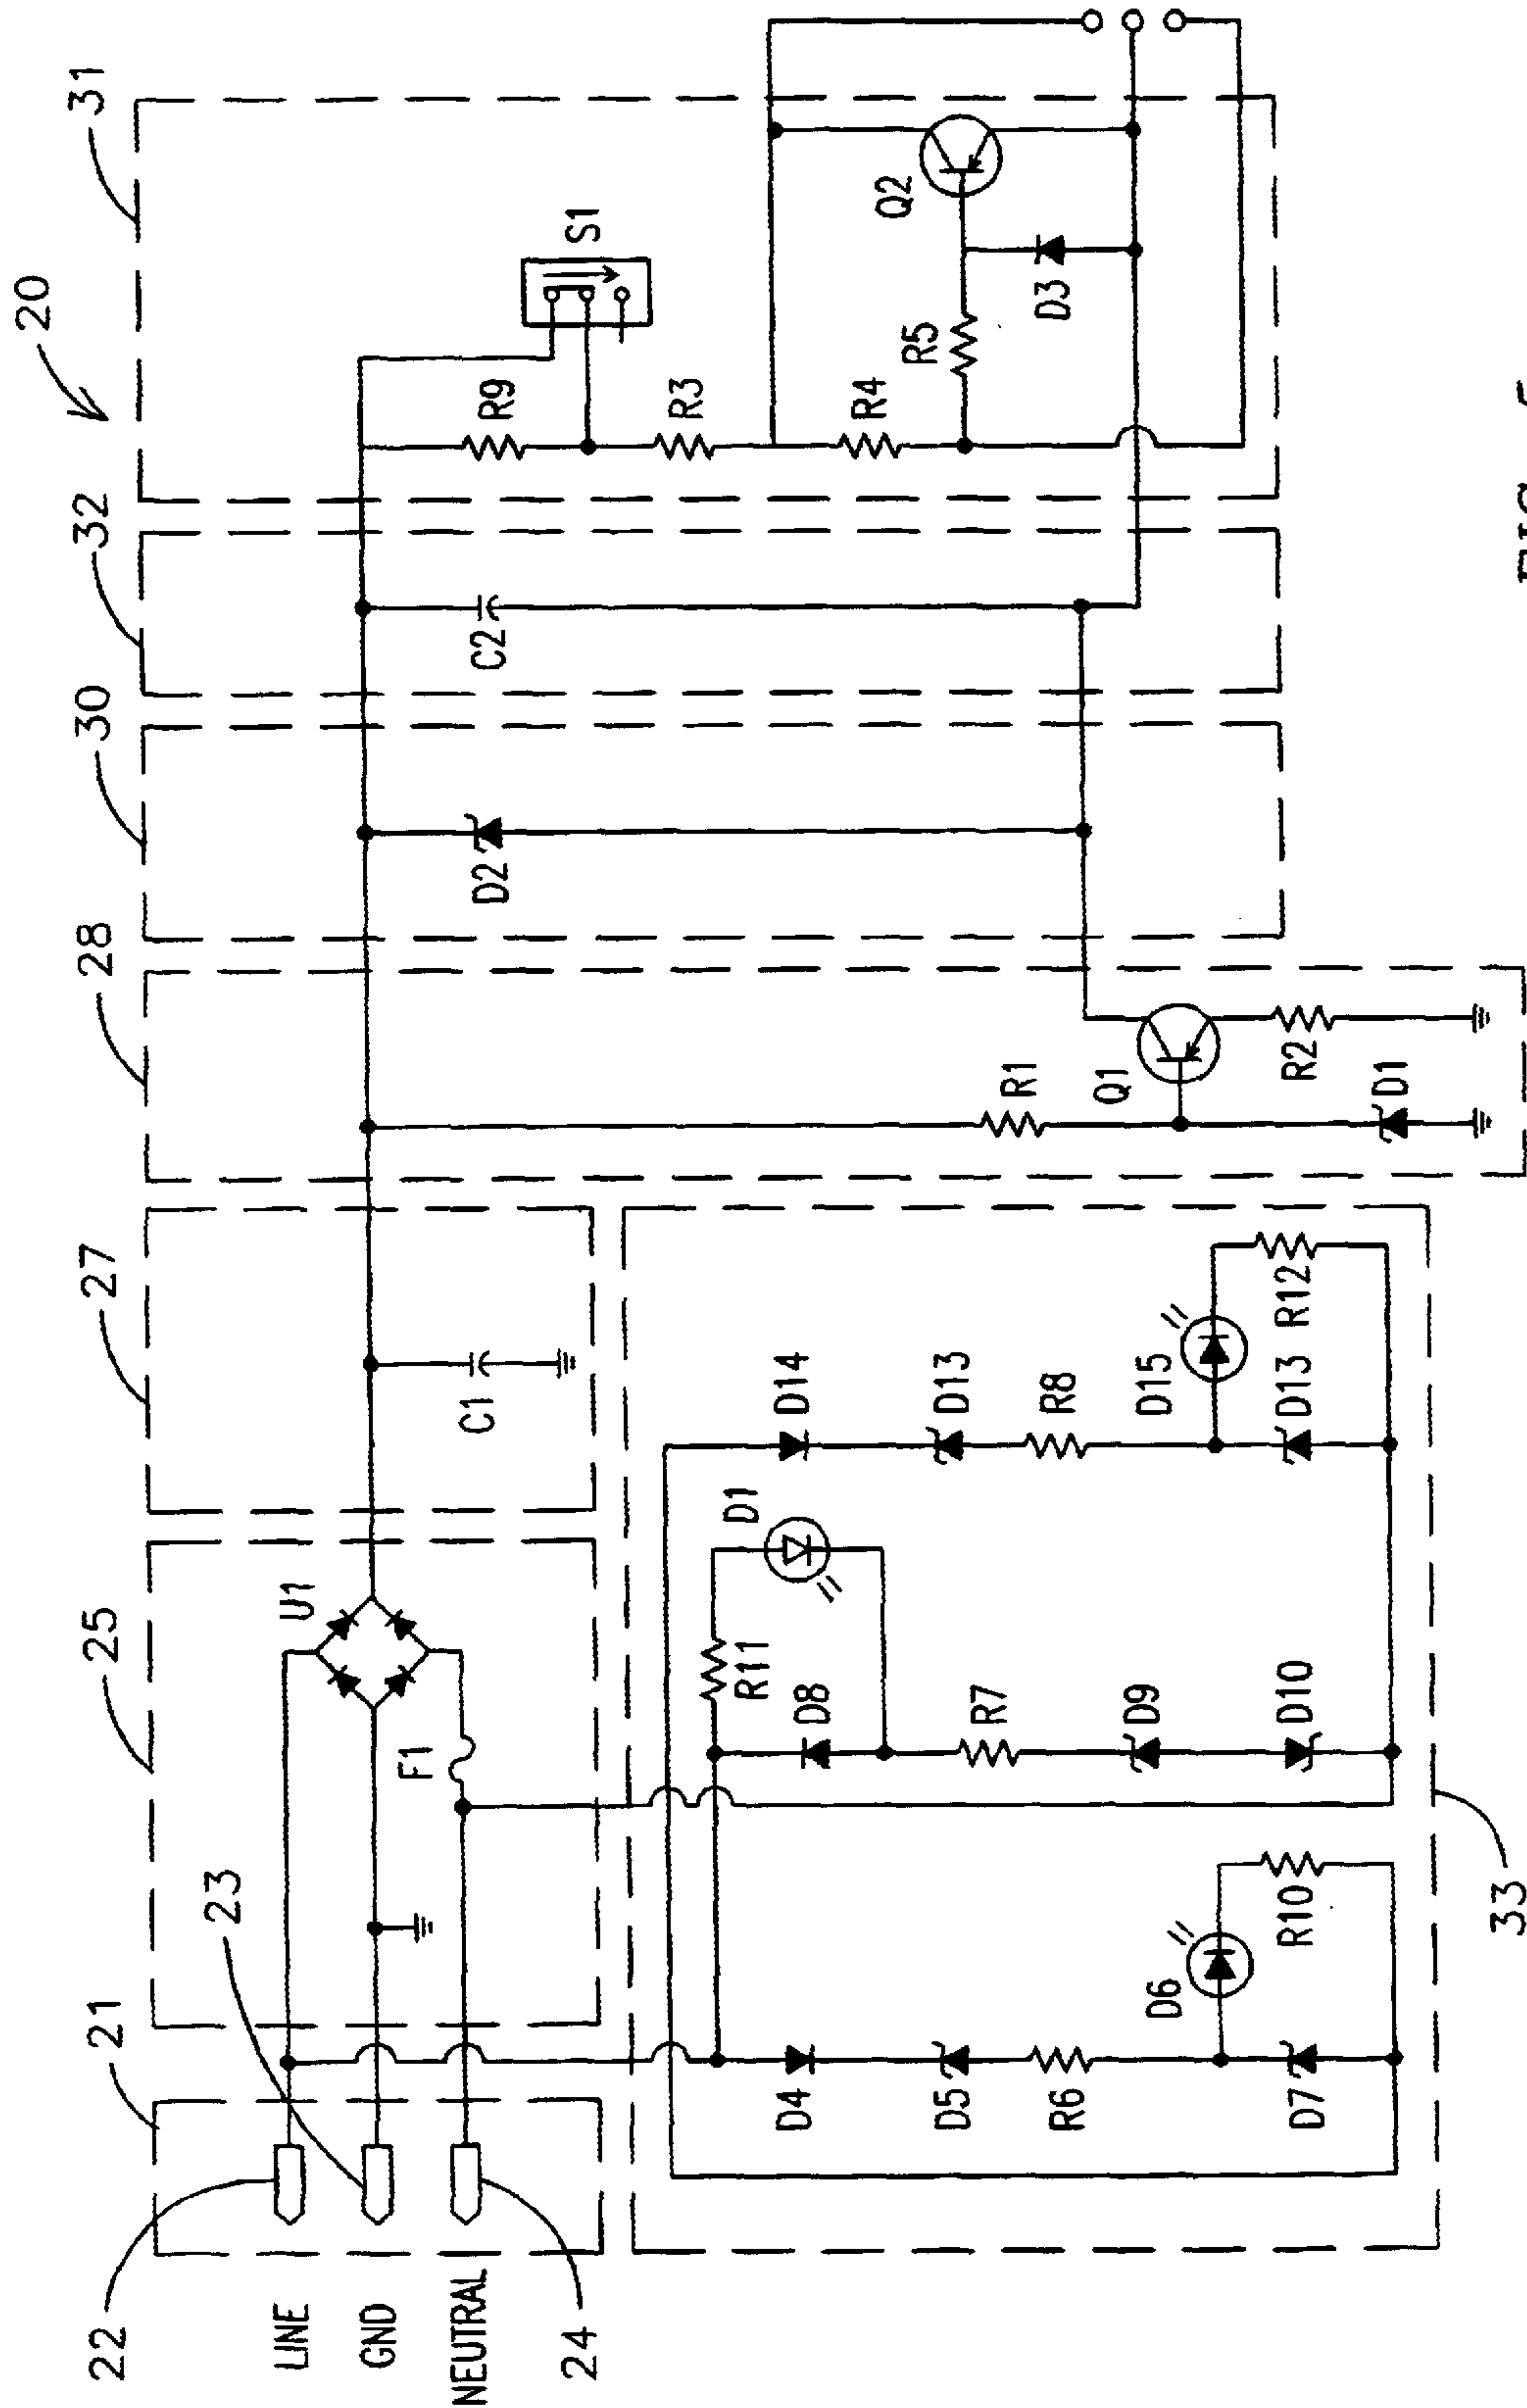 20
21
25
27
28
30
32
31
22
23
24
LINE
GND
NEUTRAL
U1
F1
C1
R1
Q1
R2
D1
D2
C2
R9
S1
R3
R4
R5
Q2
D3
D4
D5
R6
D6
D7
R10
R11
D1
D8
R7
D9
D10
D14
D13
R8
D15
D13
R12
33
FIG.